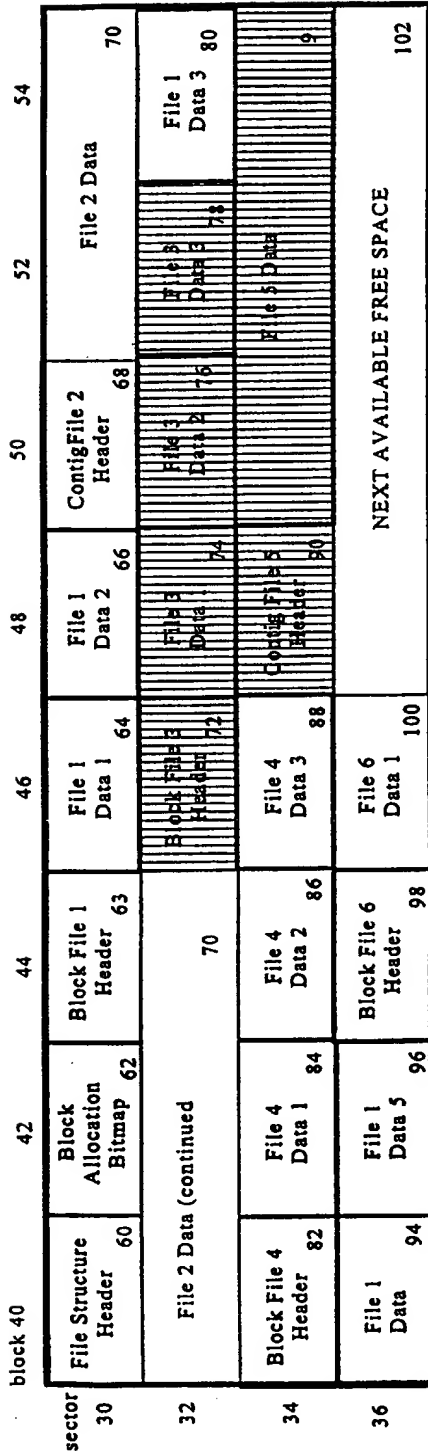 block 40 42 44 46 48 50 52 54
sector
30
File Structure
Header
60
Block
Allocation
Bitmap
62
Block File 1
Header
63
File 1
Data 1
64
File 1
Data 2
66
ContigFile 2
Header
68
File 2 Data
70
32
File 2 Data (continued
70
Block File 3
Header
72
File 3
Data
74
File 3
Data 2
76
File 3
Data 3
78
File 1
Data 3
80
34
Block File 4
Header
82
File 4
Data 1
84
File 4
Data 2
86
File 4
Data 3
88
Contig File 5
Header
90
File 5 Data
9
36
File 1
Data
94
File 1
Data 5
96
Block File 6
Header
98
File 6
Data 1
100
NEXT AVAILABLE FREE SPACE
102